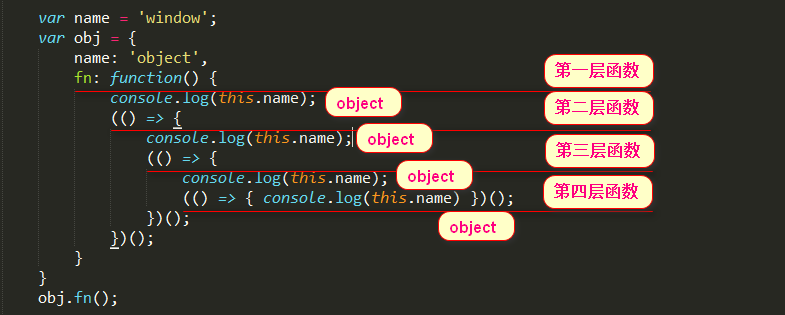 var name = 'window';
var obj = {
name: 'object',
fn: function() { 第一层函数
console.log(this.name); object 第二层函数
(() => {
console.log(this.name); object 第三层函数
(() => {
console.log(this.name); object 第四层函数
(() => { console.log(this.name) })();
})(); object
})();
}
}
obj.fn();